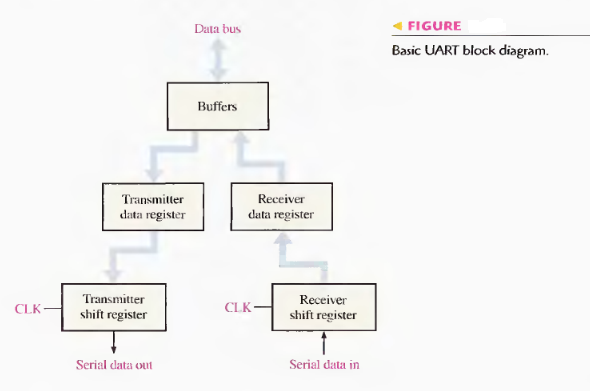 Data bus
◄ FIGURE
Basic UART block diagram.
Buffers
Transmitter
data register
Receiver
data register
CLK
Transmitter
shift register
CLK
Receiver
shift register
Serial data out
Serial data in